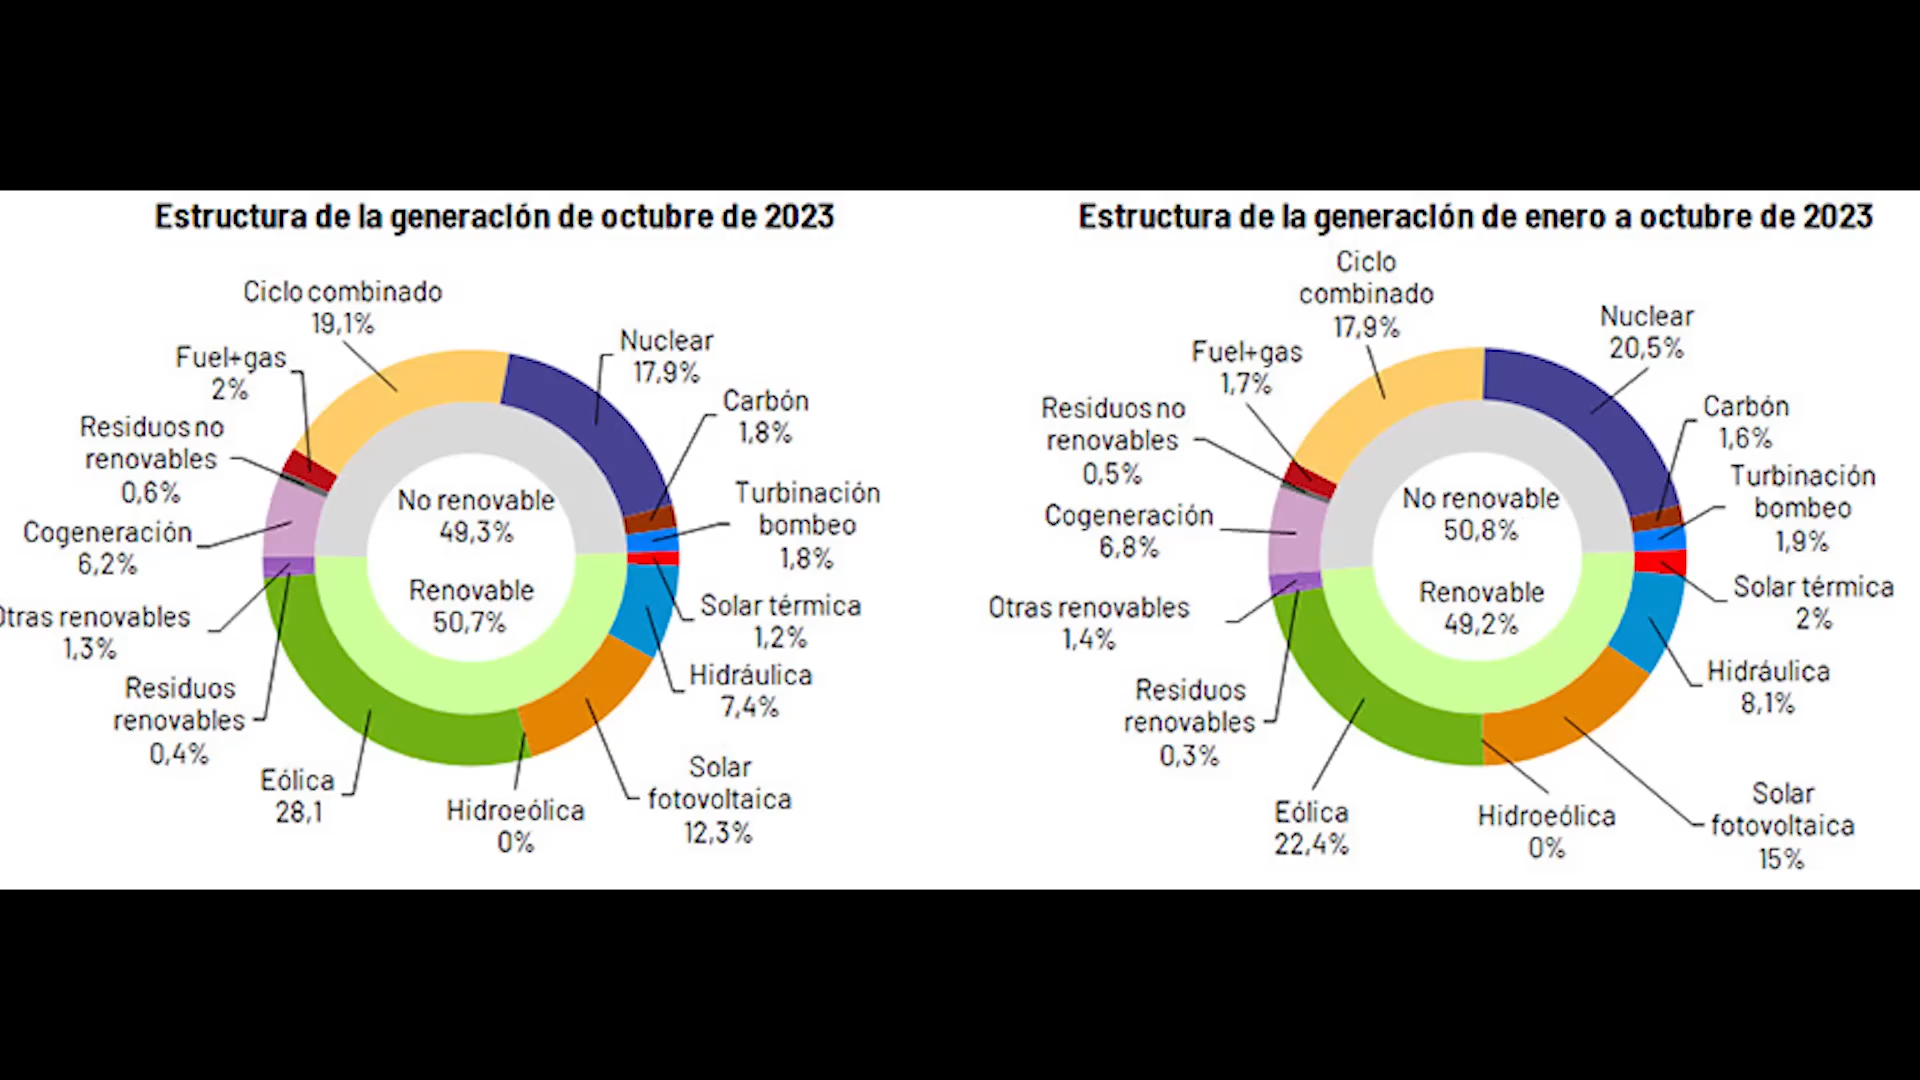 Estructura de la generación de octubre de 2023
Ciclo combinado
19,1%
Nuclear
17,9%
Fuel+gas
2%
Carbón
1,8%
Residuos no
renovables
0,6%
Turbinación
bombeo
1,8%
No renovable
49,3%
Cogeneración
6,2%
Renovable
50,7%
Otras renovables
1,3%
Solar térmica
1,2%
Hidráulica
7,4%
Residuos
renovables
0,4%
Eólica
28,1
Hidroeólica
0%
Solar
fotovoltaica
12,3%
Estructura de la generación de enero a octubre de 2023
Ciclo
combinado
17,9%
Nuclear
20,5%
Fuel+gas
1,7%
Carbón
1,6%
Residuos no
renovables
0,5%
Turbinación
bombeo
1,9%
No renovable
50,8%
Cogeneración
6,8%
Renovable
49,2%
Solar térmica
2%
Otras renovables
1,4%
Hidráulica
8,1%
Residuos
renovables
0,3%
Eólica
22,4%
Hidroeólica
0%
Solar
fotovoltaica
15%